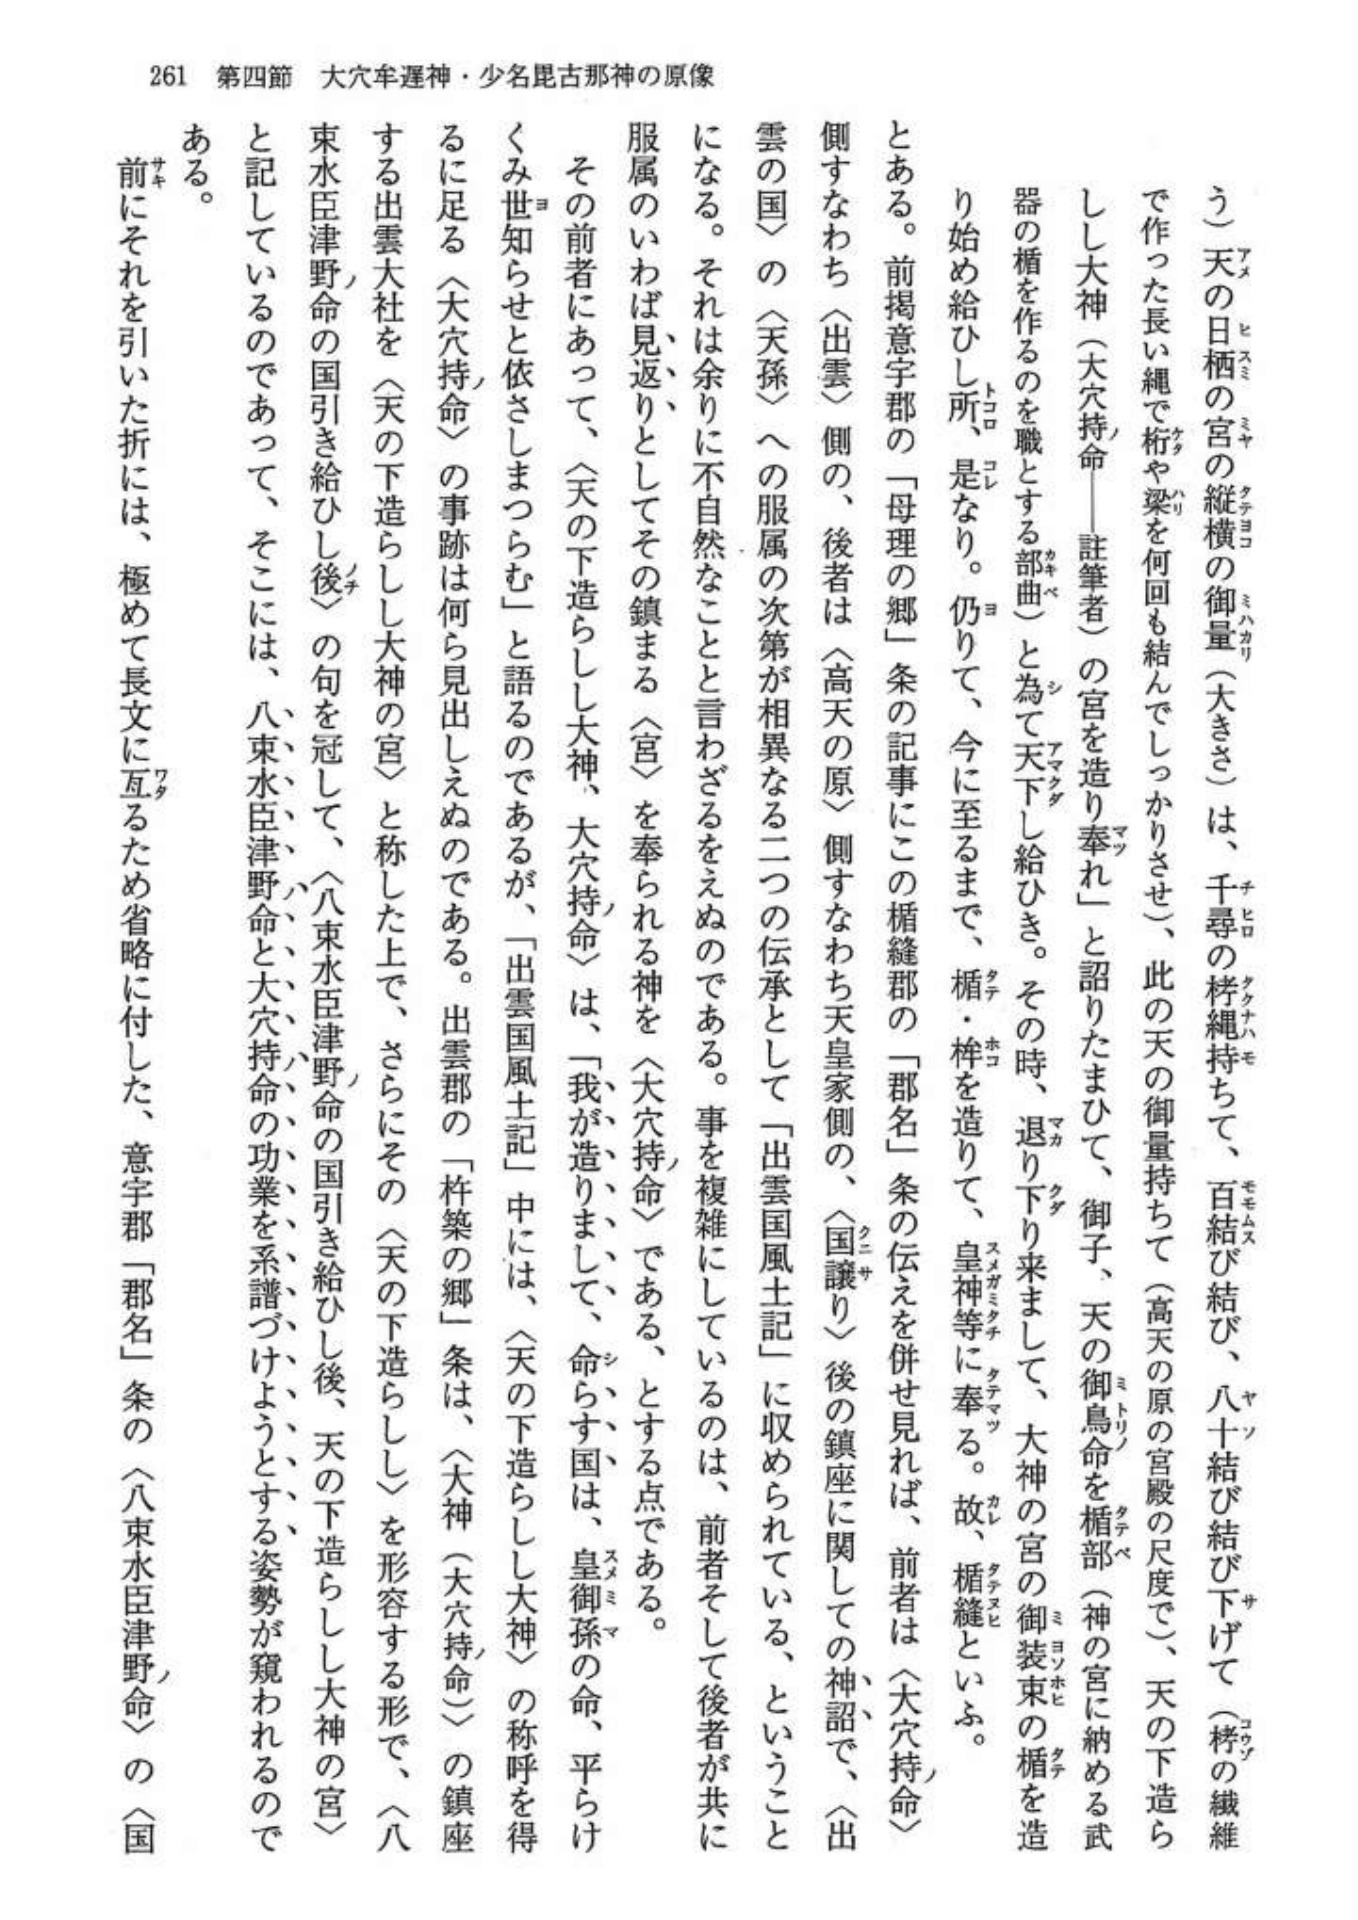 261　第四節　大穴牟遅神・少名毘古那神の原像
う）天の日栖の宮の縦横の御量（大きさ）は、千尋の栲縄持ちて、百結び結び、八十結び結び下げて（栲の繊維
で作った長い縄で桁や梁を何回も結んでしっかりさせ）、此の天の御量持ちて（高天の原の宮殿の尺度で）、天の下造ら
しし大神（大穴持命――註筆者）の宮を造り奉れ」と詔りたまひて、御子、天の御鳥命を楯部（神の宮に納める武
器の楯を作るのを職とする部曲）と為て天下し給ひき。その時、退り下り来まして、大神の宮の御装束の楯を造
り始め給ひし所、是なり。仍りて、今に至るまで、楯・桙を造りて、皇神等に奉る。故、楯縫といふ。
とある。前掲意宇郡の「母理の郷」条の記事にこの楯縫郡の「郡名」条の伝えを併せ見れば、前者は〈大穴持命〉
側すなわち〈出雲〉側の、後者は〈高天の原〉側すなわち天皇家側の、〈国譲り〉後の鎮座に関しての神詔で、〈出
雲の国〉の〈天孫〉への服属の次第が相異なる二つの伝承として「出雲国風土記」に収められている、ということ
になる。それは余りに不自然なことと言わざるをえぬのである。事を複雑にしているのは、前者そして後者が共に
服属のいわば見返りとしてその鎮まる〈宮〉を奉られる神を〈大穴持命〉である、とする点である。
その前者にあって、〈天の下造らしし大神、大穴持命〉は、「我が造りまして、命らす国は、皇御孫の命、平らけ
くみ世知らせと依さしまつらむ」と語るのであるが、「出雲国風土記」中には、〈天の下造らしし大神〉の称呼を得
るに足る〈大穴持命〉の事跡は何ら見出しえぬのである。出雲郡の「杵築の郷」条は、〈大神（大穴持命）〉の鎮座
する出雲大社を〈天の下造らしし大神の宮〉と称した上で、さらにその〈天の下造らしし〉を形容する形で、〈八
束水臣津野命の国引き給ひし後〉の句を冠して、〈八束水臣津野命の国引き給ひし後、天の下造らしし大神の宮〉
と記しているのであって、そこには、八束水臣津野命と大穴持命の功業を系譜づけようとする姿勢が窺われるので
ある。
前にそれを引いた折には、極めて長文に亙るため省略に付した、意宇郡「郡名」条の〈八束水臣津野命〉の〈国